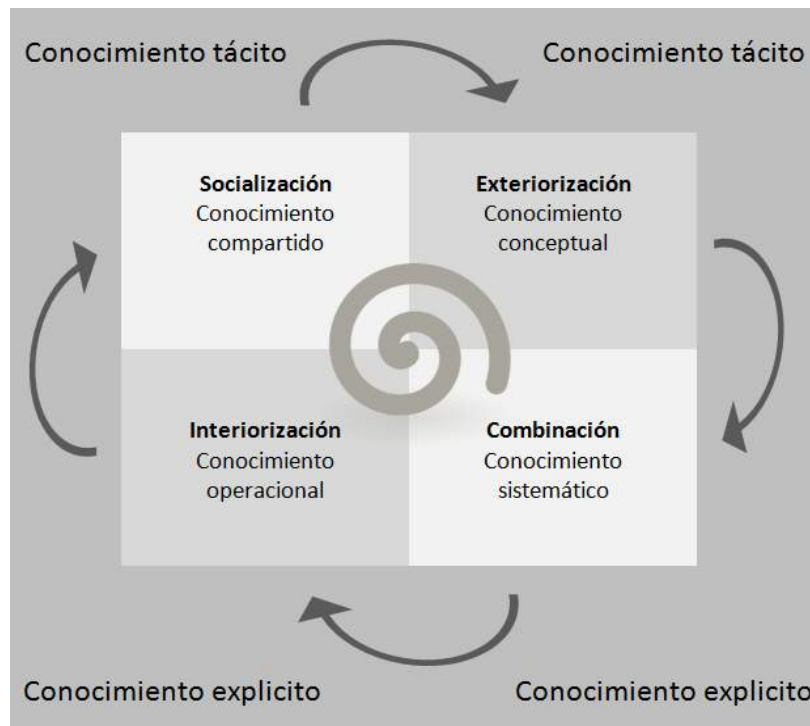 Conocimiento tácito
Conocimiento tácito
Socialización
Conocimiento
compartido
Exteriorización
Conocimiento
conceptual
Interiorización
Conocimiento
operacional
Combinación
Conocimiento
sistemático
Conocimiento explicito
Conocimiento explicito